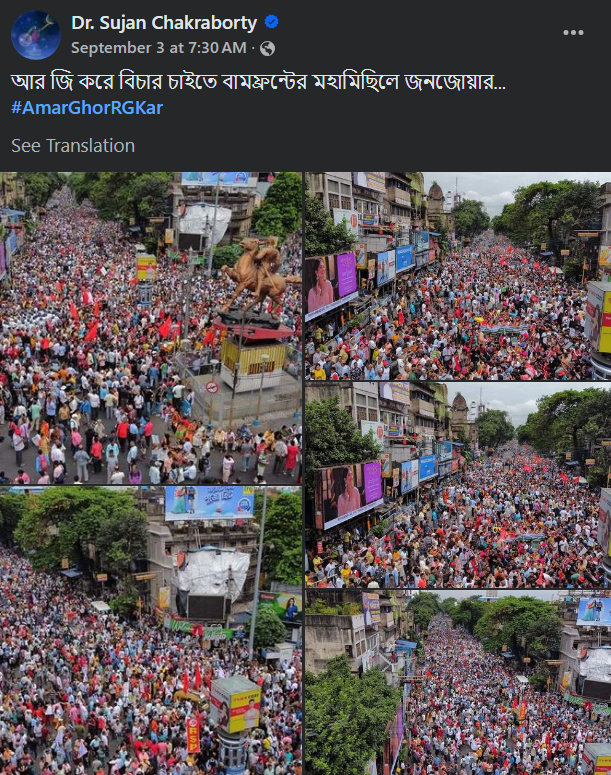 Dr. Sujan Chakraborty
September 3 at 7:30 AM ·
আর জি করে বিচার চাইতে বামফ্রন্টের মহামিছিলে জনজোয়ার...
#AmarGhorRGKar
See Translation